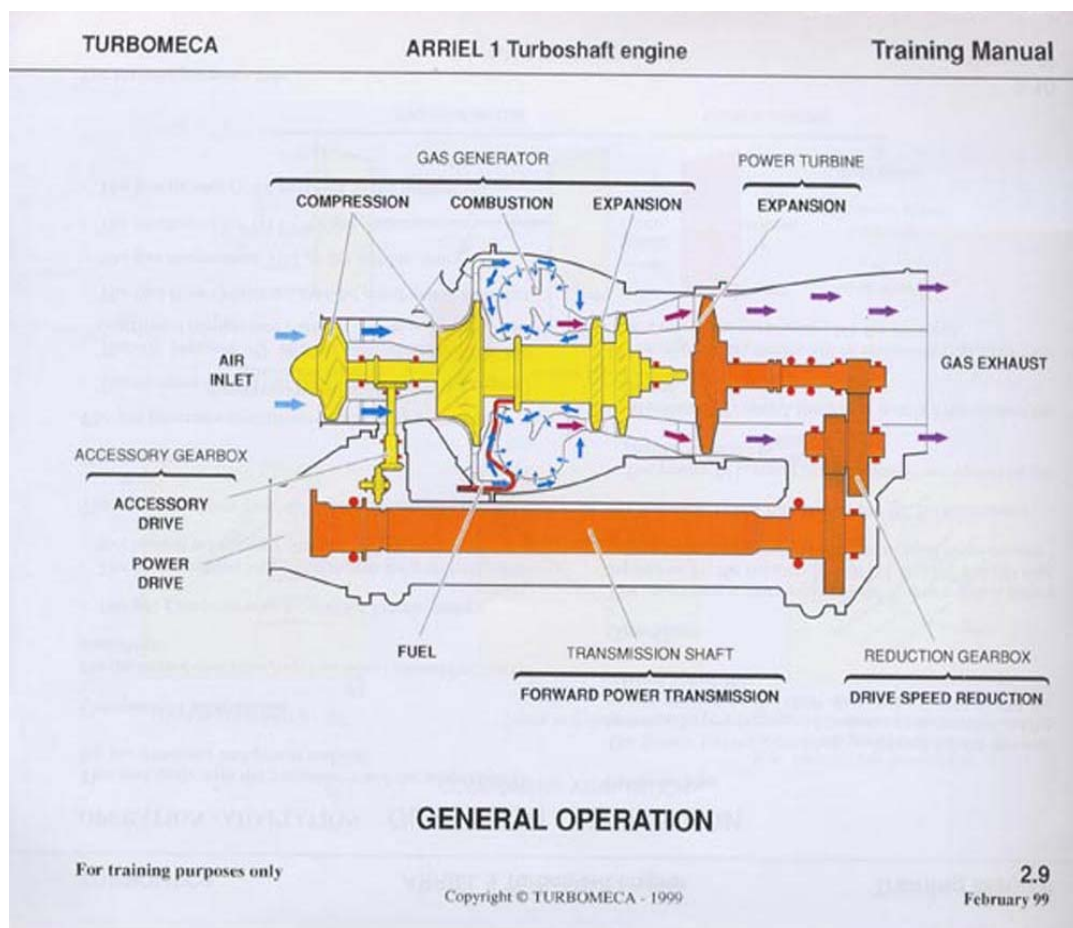 TURBOMECA
ARRIEL 1 Turboshaft engine
Training Manual
GAS GENERATOR
POWER TURBINE
COMPRESSION
COMBUSTION
EXPANSION
EXPANSION
AIR
INLET
GAS EXHAUST
ACCESSORY GEARBOX
ACCESSORY
DRIVE
POWER
DRIVE
FUEL
TRANSMISSION SHAFT
REDUCTION GEARBOX
FORWARD POWER TRANSMISSION
DRIVE SPEED REDUCTION
GENERAL OPERATION
For training purposes only
Copyright © TURBOMECA - 1999
2.9
February 99